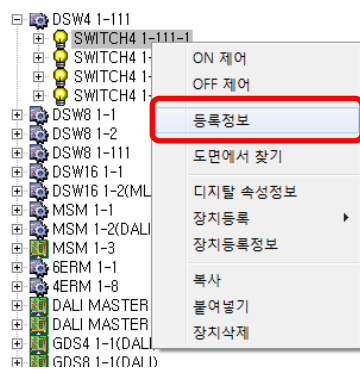 DSW4 1-111
SWITCH4 1-111-1
SWITCH4 1-
SWITCH4 1-
SWITCH4 1-
DSW8 1-1
DSW8 1-2
DSW8 1-111
DSW16 1-1
DSW16 1-2(ML
MSM 1-1
MSM 1-2(DALI
MSM 1-3
6ERM 1-1
4ERM 1-8
DALI MASTER
DALI MASTER
GDS4 1-1(DALI
GDS8 1-1(DALI)
ON 제어
OFF 제어
등록정보
도면에서 찾기
디지탈 속성정보
장치등록
장치등록정보
복사
붙여넣기
장치삭제